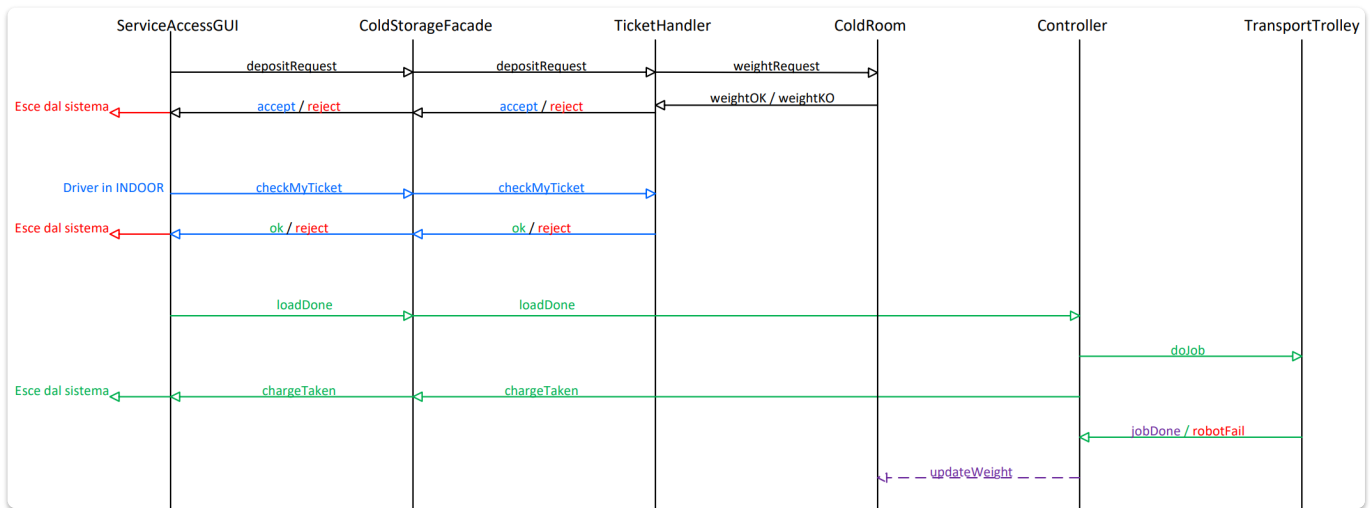 ServiceAccessGUI ColdStorageFacade TicketHandler ColdRoom Controller TransportTrolley
depositRequest depositRequest weightRequest
Esce dal sistema accept / reject accept / reject weightOK / weightKO
Driver in INDOOR checkMyTicket checkMyTicket
Esce dal sistema ok / reject ok / reject
loadDone loadDone
doJob
Esce dal sistema chargeTaken chargeTaken
jobDone / robotFail
updateWeight